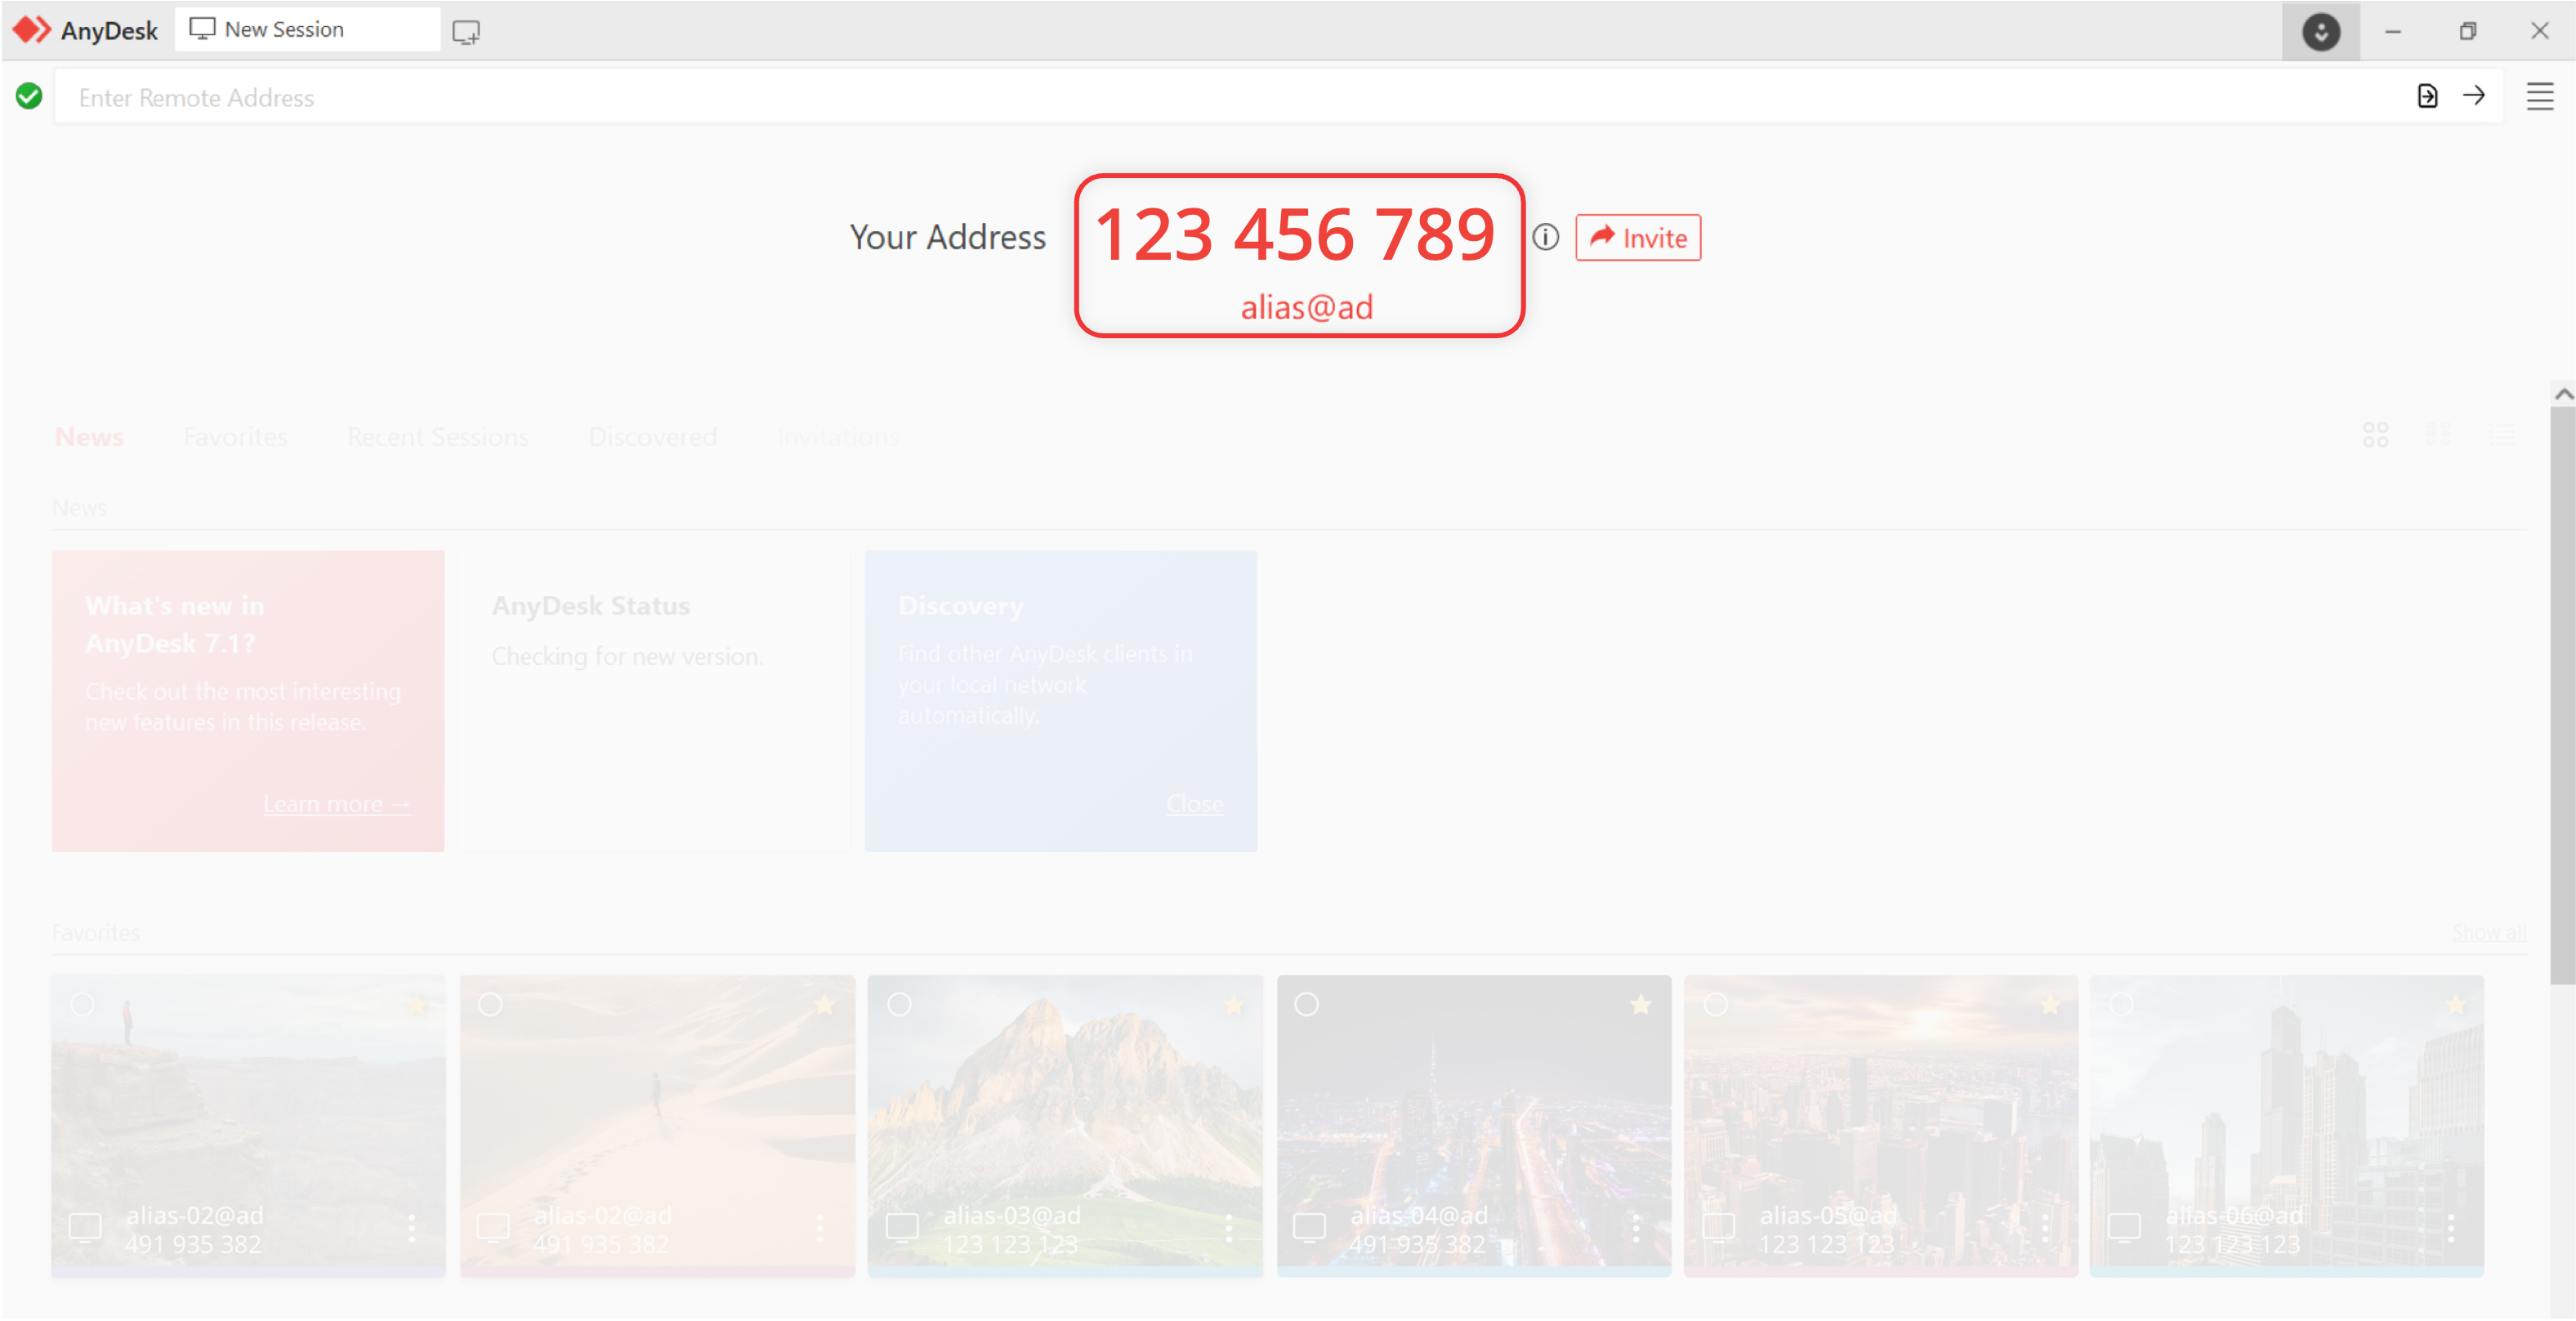 AnyDesk
New Session
Enter Remote Address
Your Address
123 456 789
alias@ad
Invite
News
Favorites
Recent Sessions
Discovered
Invitations
News
What's new in
AnyDesk 7.1?
Check out the most interesting
new features in this release.
Learn more →
AnyDesk Status
Checking for new version.
Discovery
Find other AnyDesk clients in
your local network
automatically.
Close
Favorites
Show all
alias-02@ad
491 935 382
alias-02@ad
491 935 382
alias-03@ad
123 123 123
alias-04@ad
491 935 382
alias-05@ad
123 123 123
alias-06@ad
123 123 123